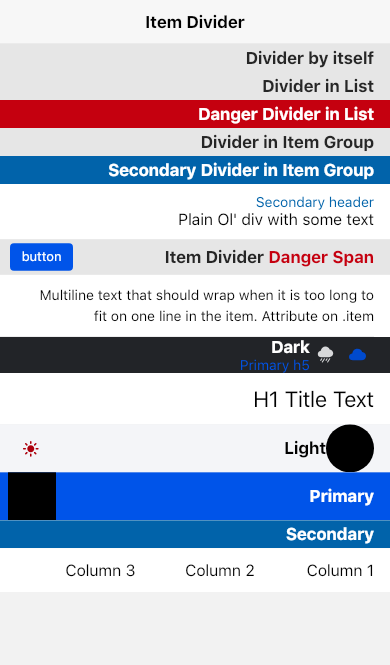 Item Divider
Divider by itself
Divider in List
Danger Divider in List
Divider in Item Group
Secondary Divider in Item Group
Secondary header
Plain Ol' div with some text
Item Divider Danger Span
button
Multiline text that should wrap when it is too long to
fit on one line in the item. Attribute on .item
Dark
Primary h5
H1 Title Text
Light
Primary
Secondary
Column 1
Column 2
Column 3